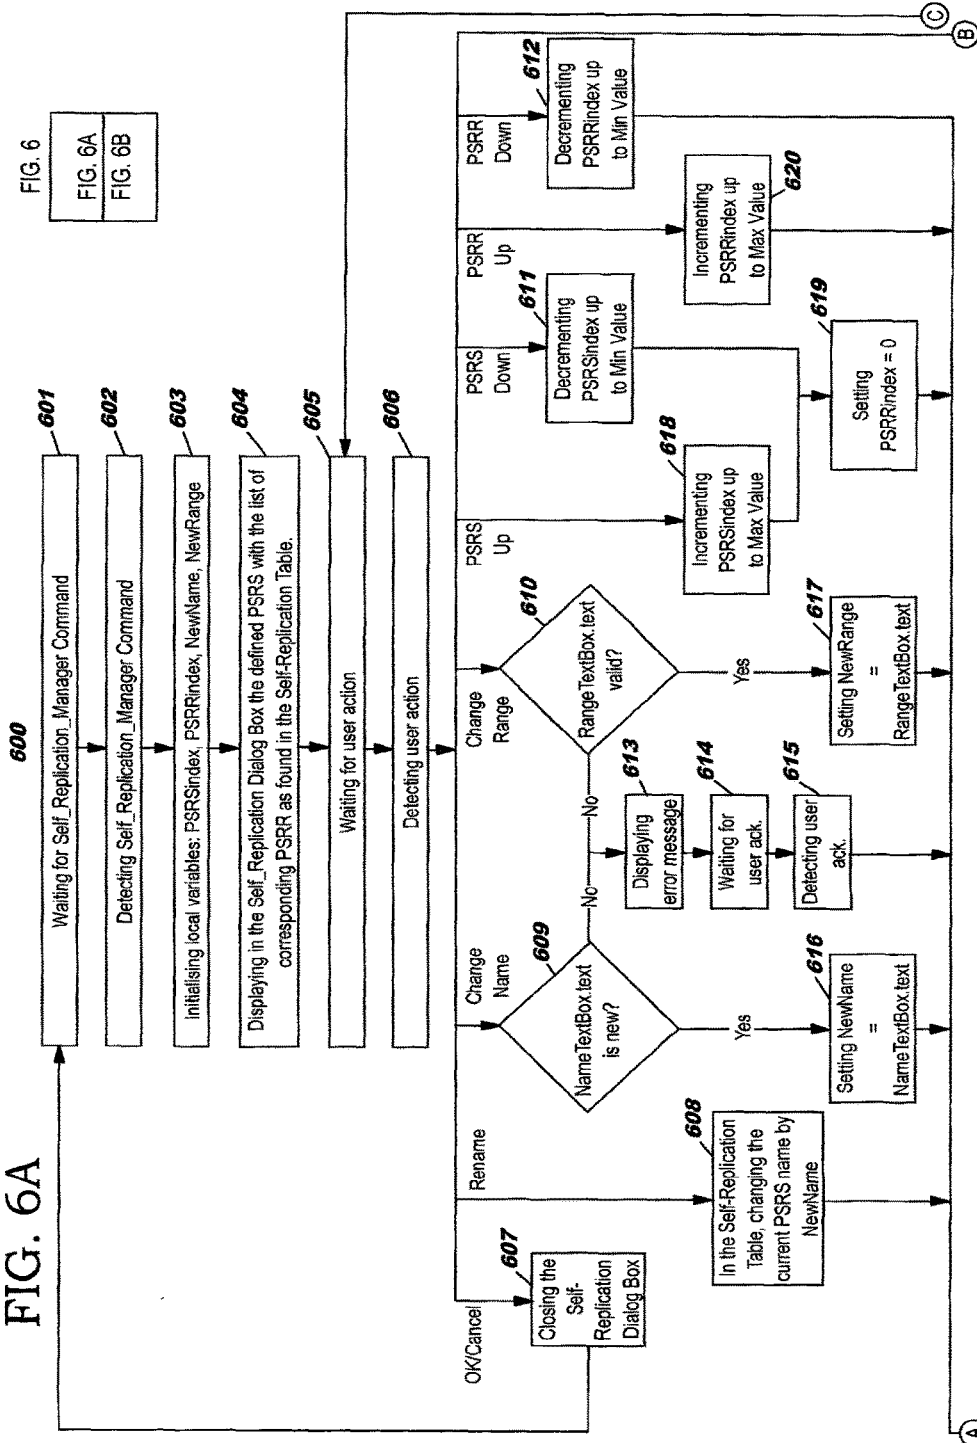 FIG. 6A
FIG. 6
FIG. 6A
FIG. 6B
600
601
Waiting for Self_Replication_Manager Command
602
Detecting Self_Replication_Manager Command
603
Initialising local variables: PSRSindex, PSRRindex, NewName, NewRange
604
Displaying in the Self_Replication Dialog Box the defined PSRS with the list of
corresponding PSRR as found in the Self-Replication Table.
605
Waiting for user action
606
Detecting user action
OK/Cancel
607
Closing the
Self-
Replication
Dialog Box
Rename
608
In the Self-Replication
Table, changing the
current PSRS name by
NewName
Change
Name
609
NameTextBox.text
is new?
No
Yes
616
Setting NewName
=
NameTextBox.text
613
Displaying
error message
614
Waiting for
user ack.
615
Detecting user
ack.
Change
Range
610
RangeTextBox.text
valid?
No
Yes
617
Setting NewRange
=
RangeTextBox.text
PSRS
Up
618
Incrementing
PSRSindex up
to Max Value
PSRS
Down
611
Decrementing
PSRSindex up
to Min Value
619
Setting
PSRRindex = 0
PSRR
Up
Incrementing
PSRRindex up
to Max Value
620
PSRR
Down
612
Decrementing
PSRRindex up
to Min Value
A
B
C